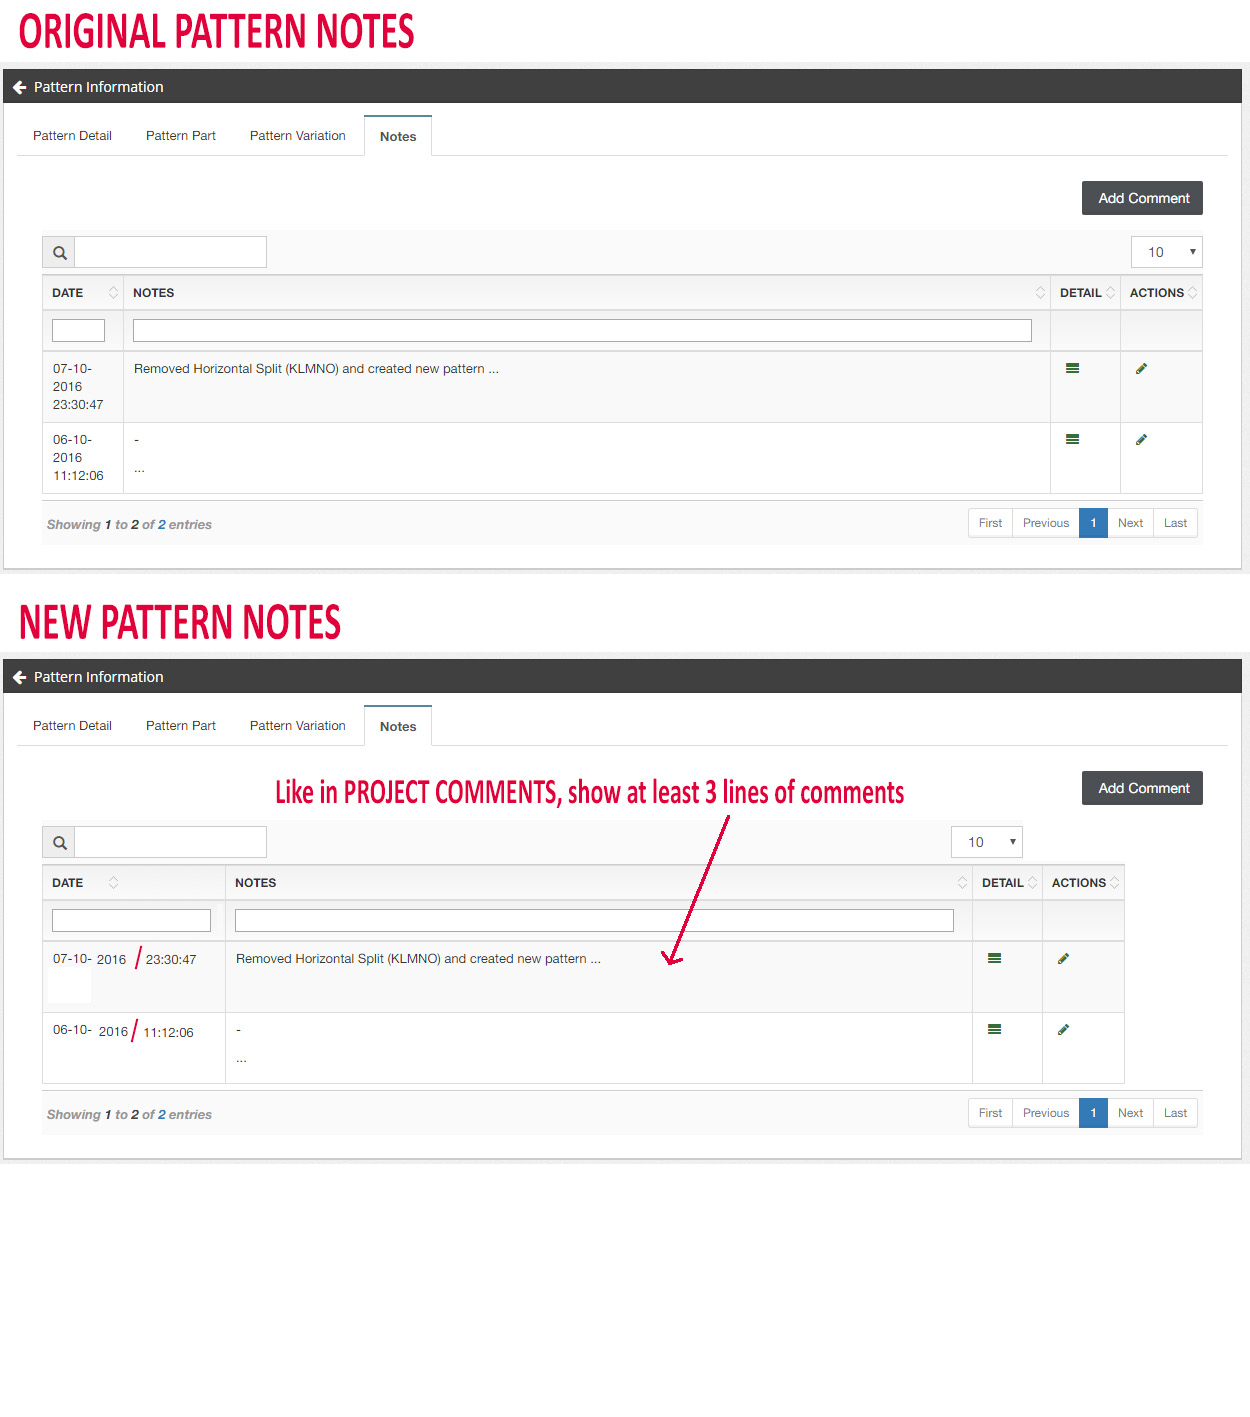 ORIGINAL PATTERN NOTES
Pattern Information
Pattern Detail Pattern Part Pattern Variation Notes
Add Comment
10
DATE NOTES DETAIL ACTIONS
07-10- Removed Horizontal Split (KLMNO) and created new pattern ...
2016
23:30:47
06-10- -
2016
...
11:12:06
Showing 1 to 2 of 2 entries First Previous 1 Next Last
NEW PATTERN NOTES
Pattern Information
Pattern Detail Pattern Part Pattern Variation Notes
Like in PROJECT COMMENTS, show at least 3 lines of comments Add Comment
10
DATE NOTES DETAIL ACTIONS
07-10- 2016 / 23:30:47 Removed Horizontal Split (KLMNO) and created new pattern ...
06-10- 2016 / 11:12:06 -
...
Showing 1 to 2 of 2 entries First Previous 1 Next Last